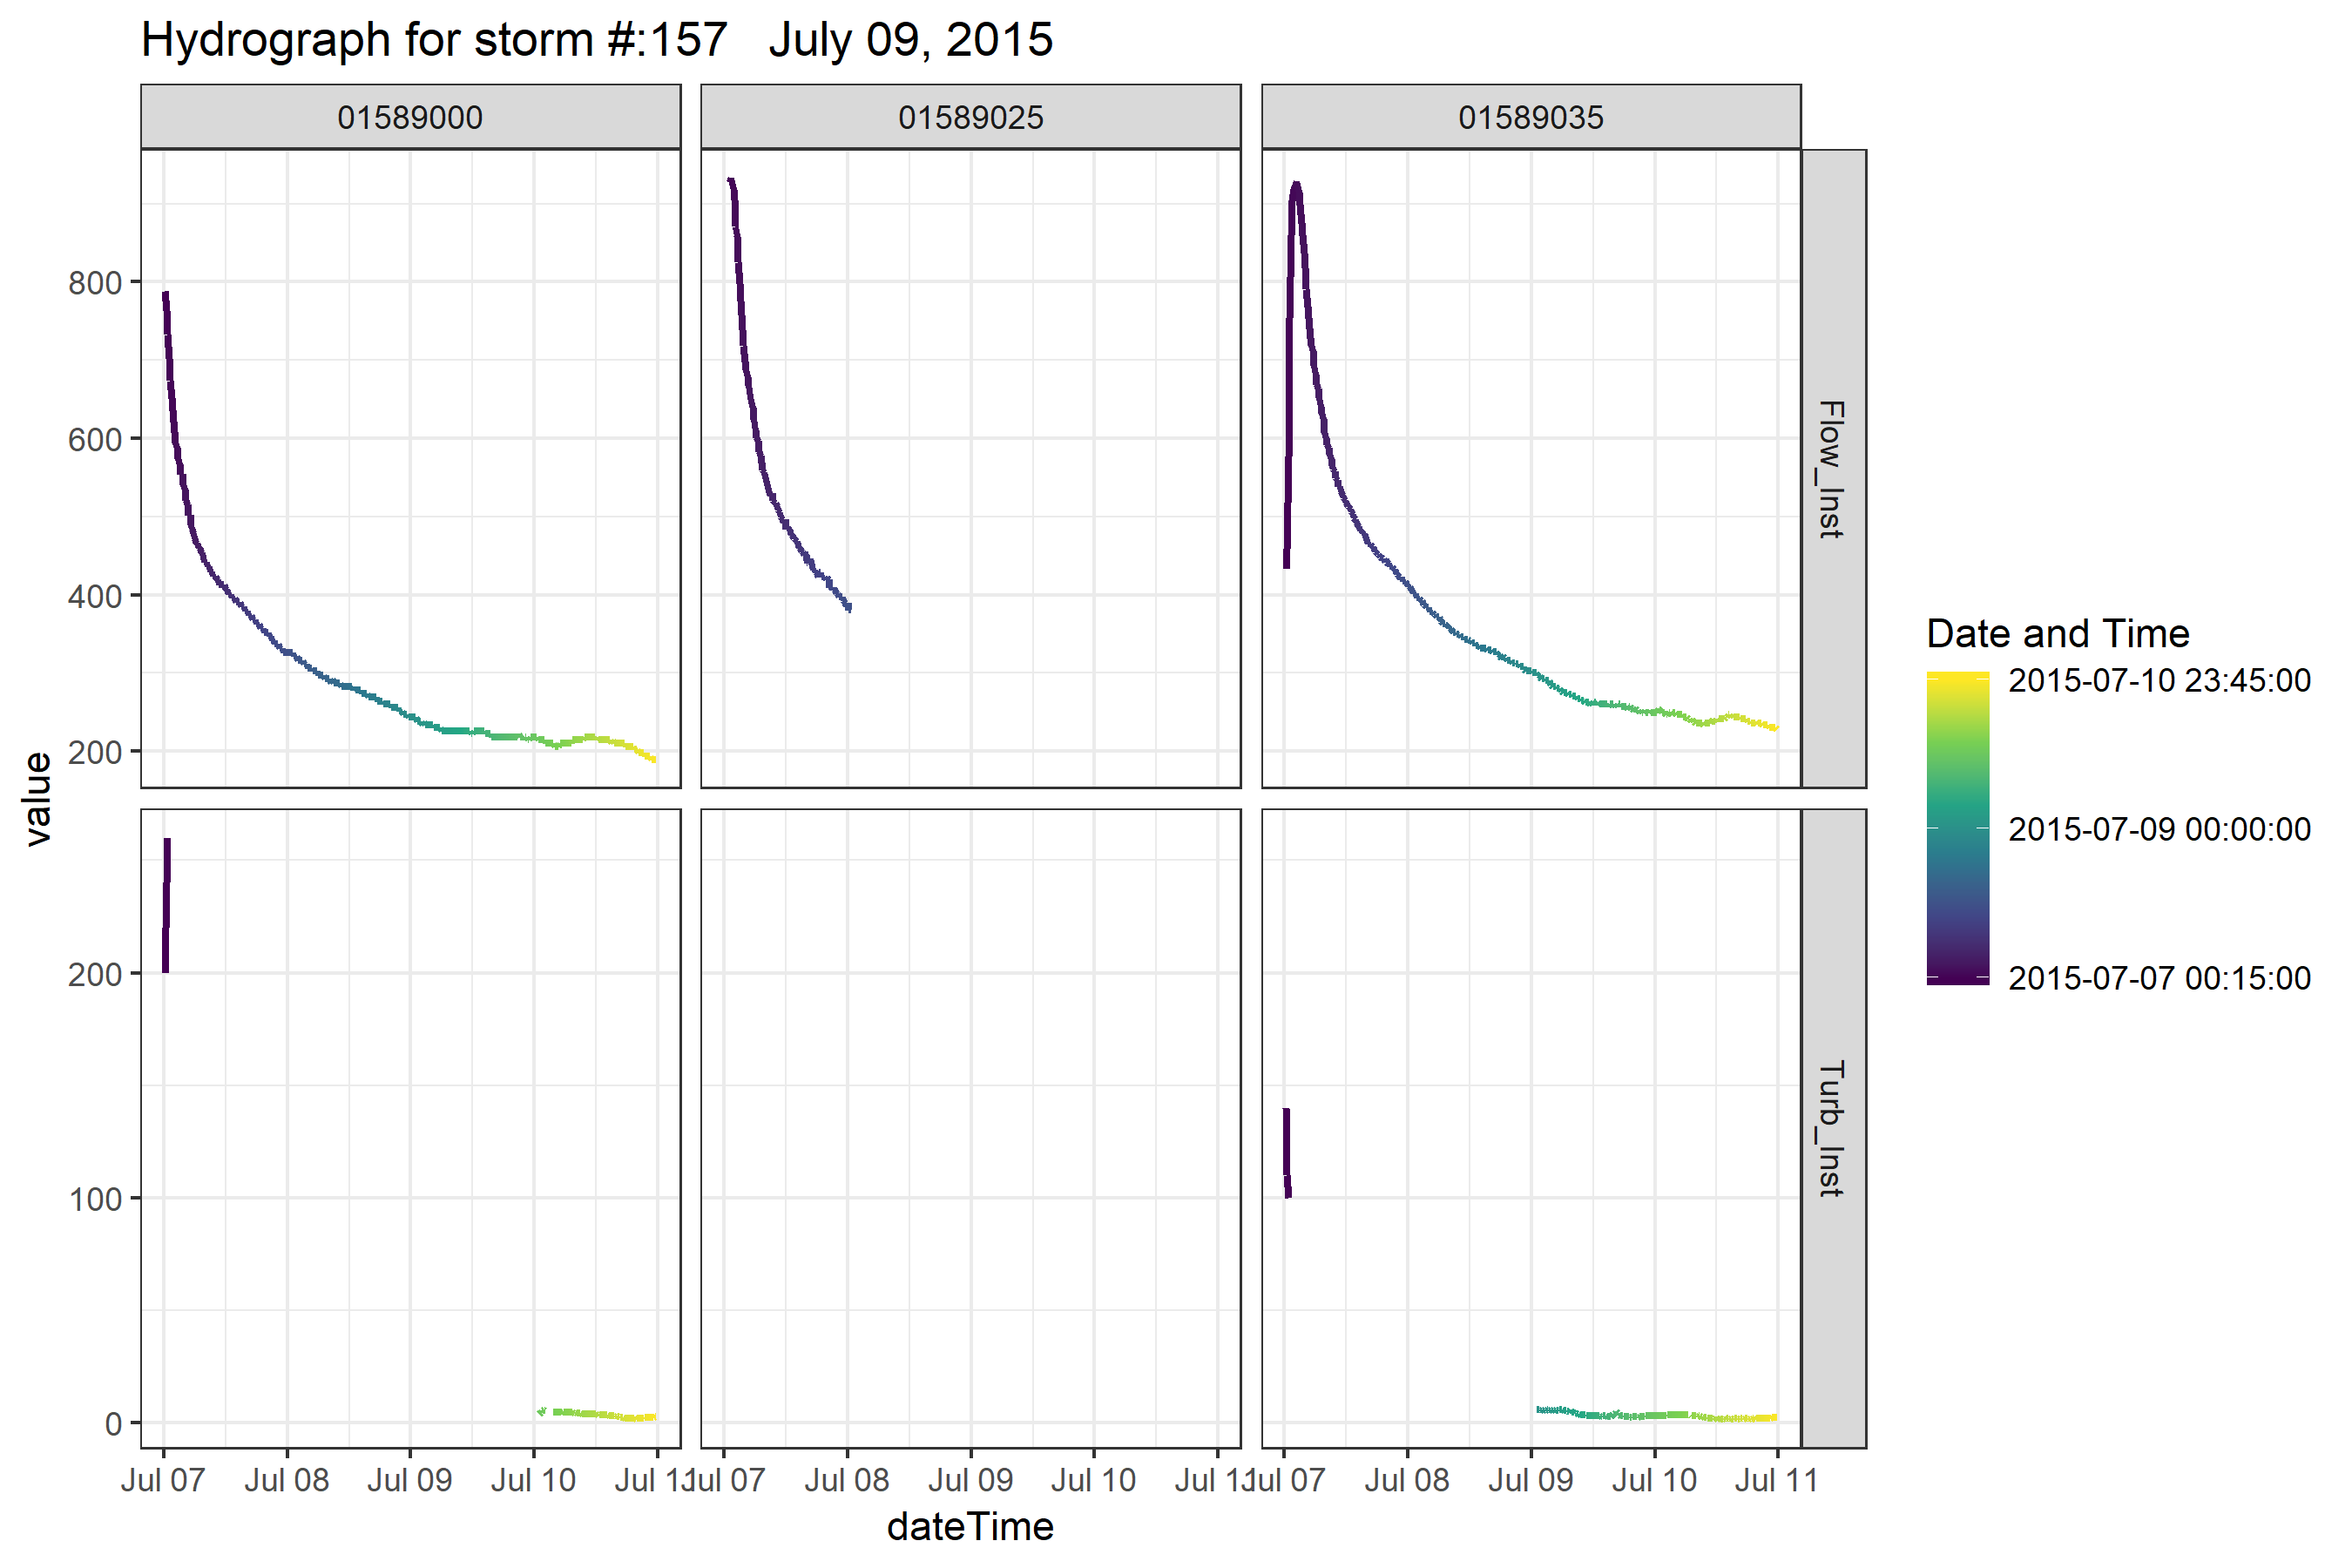 Hydrograph for storm #:157   July 09, 2015
01589000
01589025
01589035
800
600
400
200
Flow_Inst
200
100
0
Turb_Inst
value
Jul 07 Jul 08 Jul 09 Jul 10 Jul 11
Jul 07 Jul 08 Jul 09 Jul 10 Jul 11
Jul 07 Jul 08 Jul 09 Jul 10 Jul 11
dateTime
Date and Time
2015-07-10 23:45:00
2015-07-09 00:00:00
2015-07-07 00:15:00